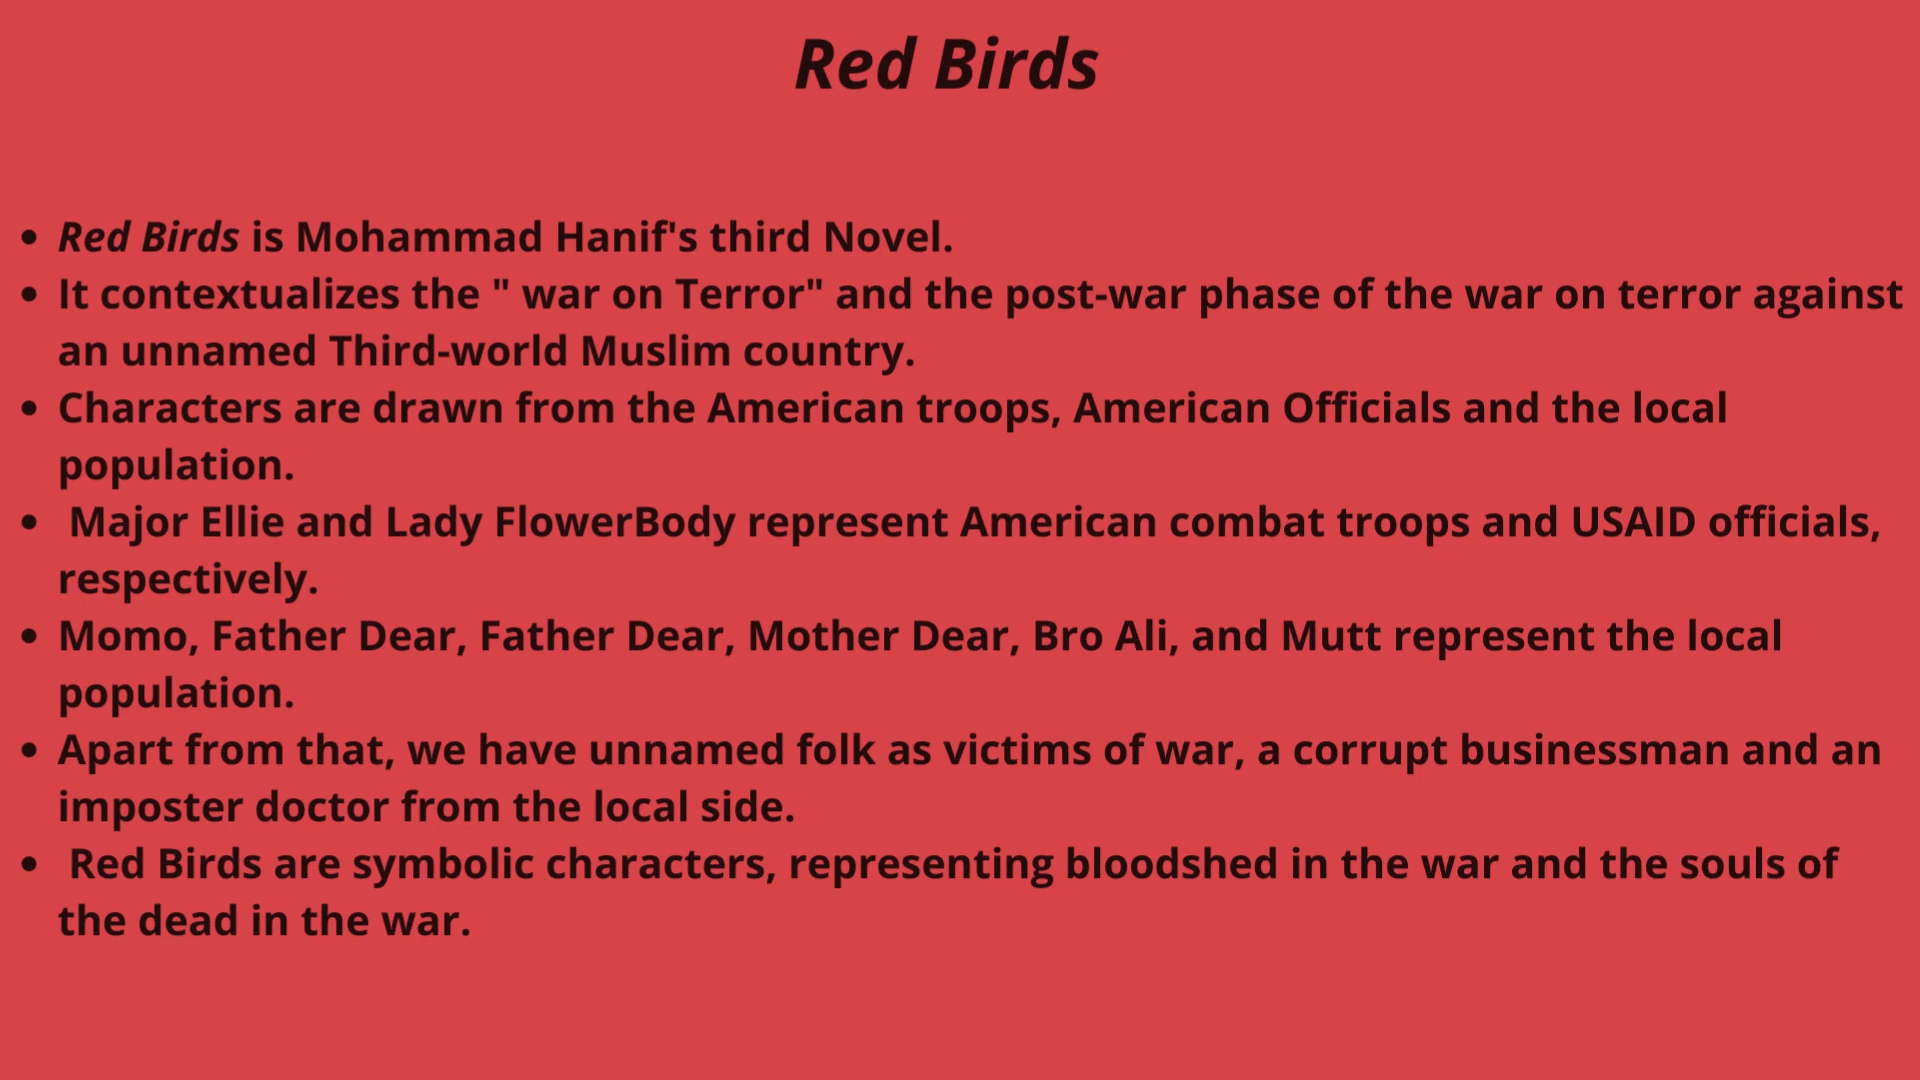 Red Birds
• Red Birds is Mohammad Hanif's third Novel.
• It contextualizes the " war on Terror" and the post-war phase of the war on terror against
an unnamed Third-world Muslim country.
• Characters are drawn from the American troops, American Officials and the local
population.
• Major Ellie and Lady FlowerBody represent American combat troops and USAID officials,
respectively.
• Momo, Father Dear, Father Dear, Mother Dear, Bro Ali, and Mutt represent the local
population.
• Apart from that, we have unnamed folk as victims of war, a corrupt businessman and an
imposter doctor from the local side.
• Red Birds are symbolic characters, representing bloodshed in the war and the souls of
the dead in the war.